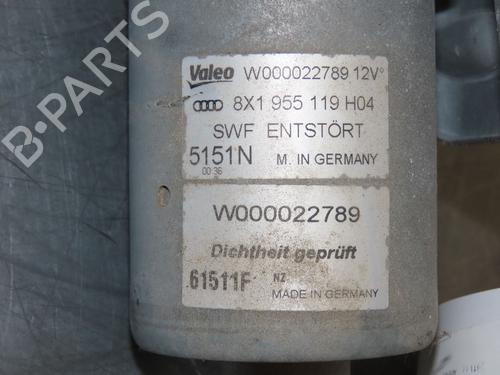 Valeo W000022789 12V
8X1 955 119 H04
SWF ENTSTÖRT
5151N M. IN GERMANY
00:36
W000022789
Dichtheit geprüft
61511F NZ
MADE IN GERMANY
B-PARTS